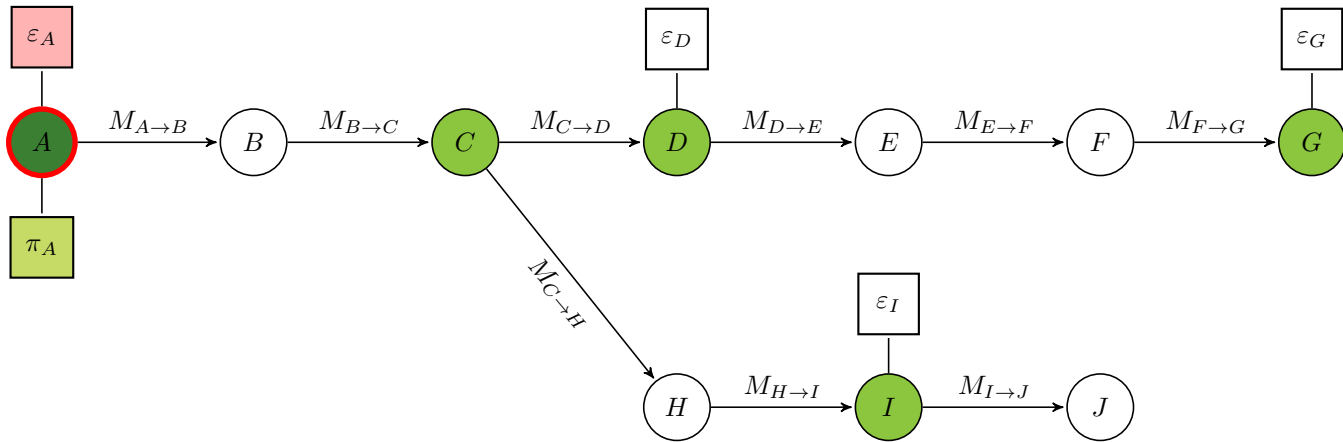 ε_A
ε_D
ε_G
A
M_{A→B}
B
M_{B→C}
C
M_{C→D}
D
M_{D→E}
E
M_{E→F}
F
M_{F→G}
G
π_A
M_{C→H}
ε_I
H
M_{H→I}
I
M_{I→J}
J